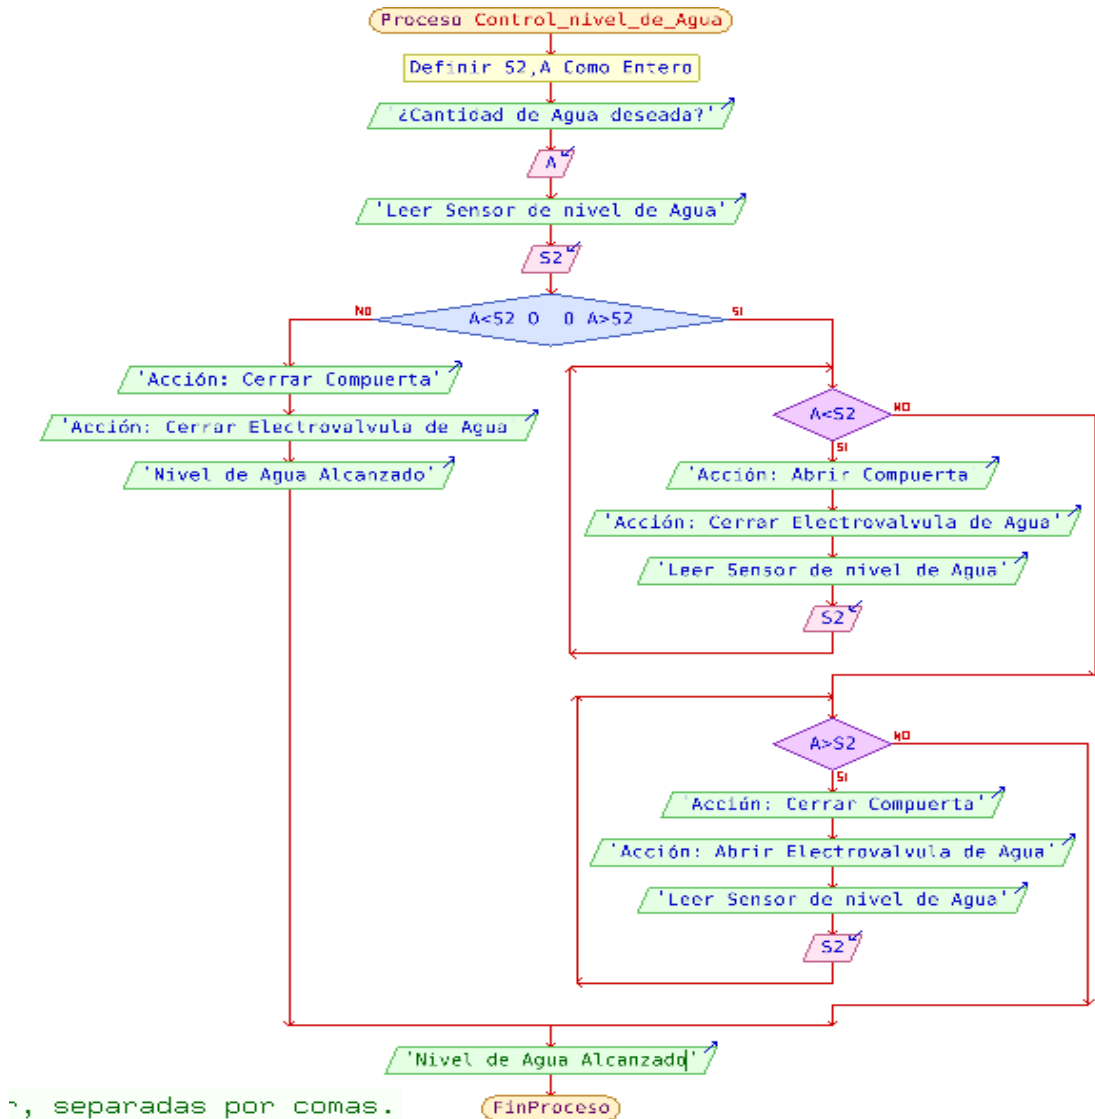 Proceso Control_nivel_de_Agua
Definir S2,A Como Entero
'¿Cantidad de Agua deseada?'
A
'Leer Sensor de nivel de Agua'
S2
A<S2 O  O A>S2
NO
SI
'Acción: Cerrar Compuerta'
'Acción: Cerrar Electrovalvula de Agua
'Nivel de Agua Alcanzado'
A<S2
NO
SI
'Acción: Abrir Compuerta'
'Acción: Cerrar Electrovalvula de Agua'
'Leer Sensor de nivel de Agua'
S2
A>S2
NO
SI
'Acción: Cerrar Compuerta'
'Acción: Abrir Electrovalvula de Agua'
'Leer Sensor de nivel de Agua'
S2
'Nivel de Agua Alcanzado'
, separadas por comas.
FinProceso